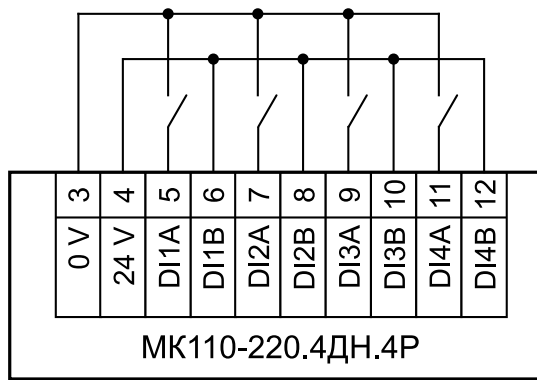 3 4 5 6 7 8 9 10 11 12
0 V 24 V DI1A DI1B DI2A DI2B DI3A DI3B DI4A DI4B
МК110-220.4ДН.4Р